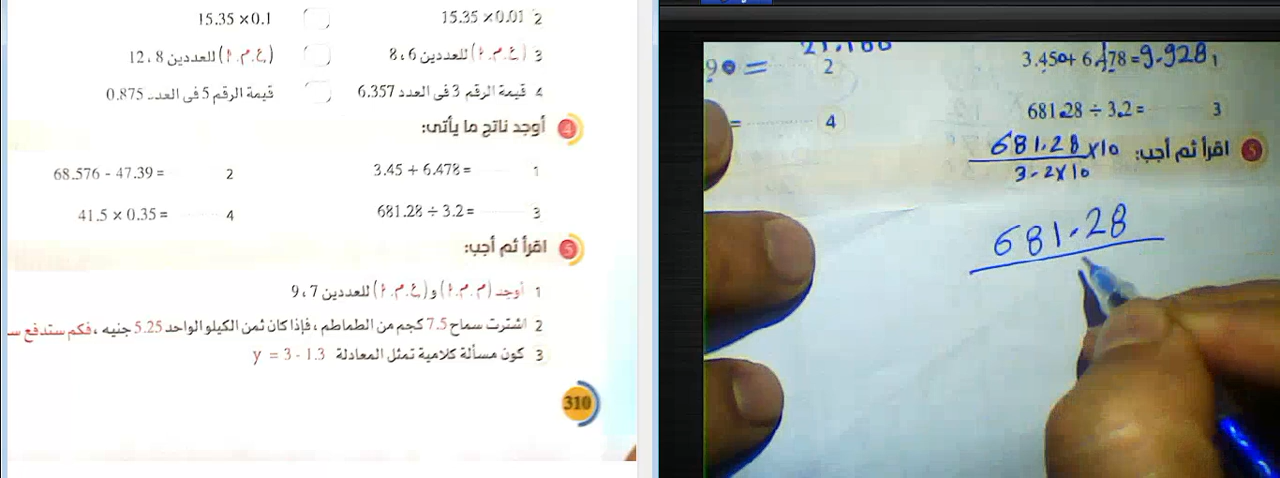 2 15.35 × 0.01 15.35 × 0.1
3 (ع.م.أ) للعددين 6 ، 8 (ع.م.أ) للعددين 8 ، 12
4 قيمة الرقم 3 فى العدد 6.357 قيمة الرقم 5 فى العدد 0.875
4 أوجد ناتج ما يأتى:
1 3.45 + 6.478 = 2 68.576 - 47.39 =
3 681.28 ÷ 3.2 = 4 41.5 × 0.35 =
5 اقرأ ثم أجب:
1 أوجد (م.م.أ) و (ع.م.أ) للعددين 7 ، 9
2 اشترت سماح 7.5 كجم من الطماطم ، فإذا كان ثمن الكيلو الواحد 5.25 جنيه ، فكم ستدفع
3 كون مسألة كلامية تمثل المعادلة y = 3 - 1.3
310
1 3.450 + 6.478 = 9.928
2
3 681.28 ÷ 3.2 =
4 =
5 اقرأ ثم أجب:
681.28 × 10
3.2 × 10
681.28